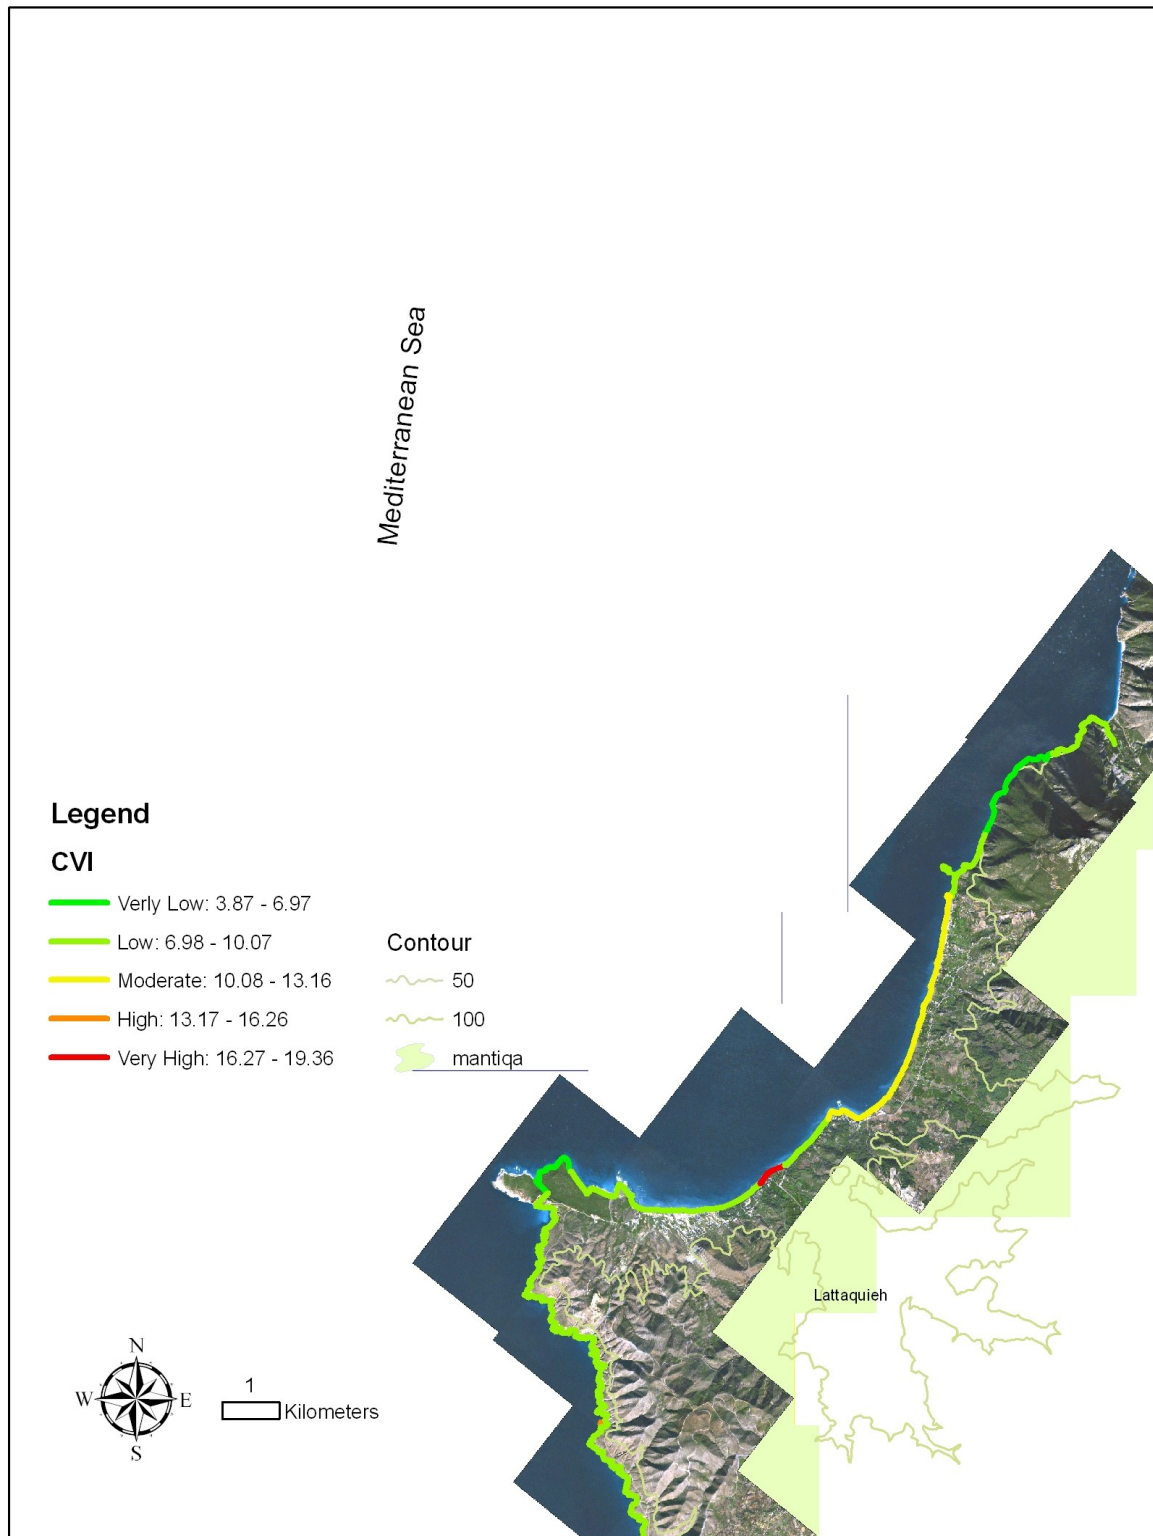 Mediterranean Sea
Legend
CVI
Verly Low: 3.87 - 6.97
Low: 6.98 - 10.07
Moderate: 10.08 - 13.16
High: 13.17 - 16.26
Very High: 16.27 - 19.36
Contour
50
100
mantiqa
Lattaquieh
N
W
E
S
1
Kilometers